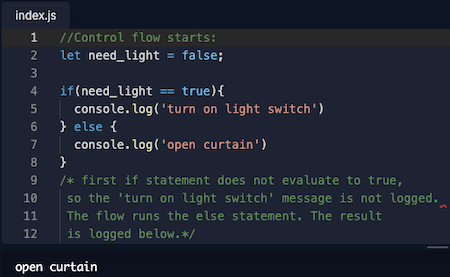 index.js
1 //Control flow starts:
2 let need_light = false;
3
4 if(need_light == true){
5 console.log('turn on light switch')
6 } else {
7 console.log('open curtain')
8 }
9 /* first if statement does not evaluate to true,
10 so the 'turn on light switch' message is not logged.
11 The flow runs the else statement. The result
12 is logged below.*/
open curtain